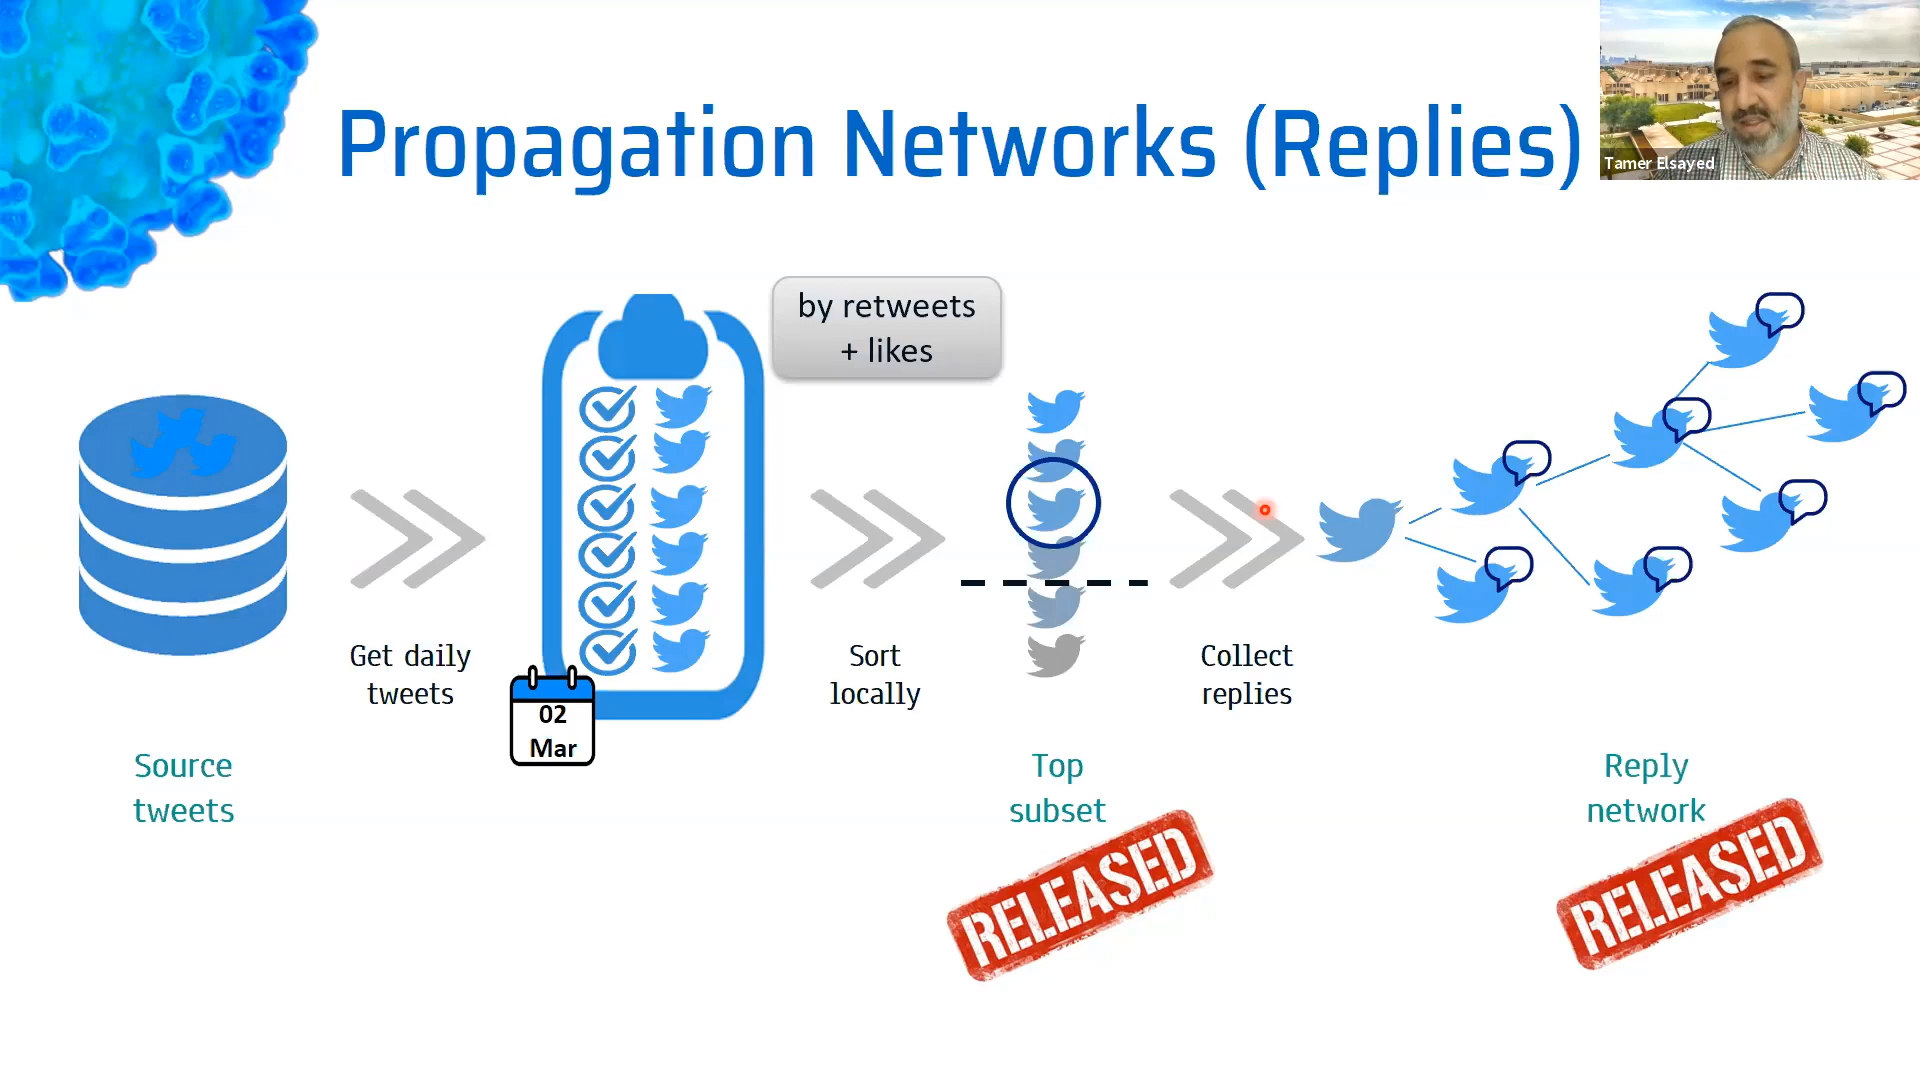 Propagation Networks (Replies)
Tamer Elsayed
by retweets
+ likes
Get daily
tweets
02
Mar
Sort
locally
Collect
replies
Source
tweets
Top
subset
Reply
network
RELEASED
RELEASED